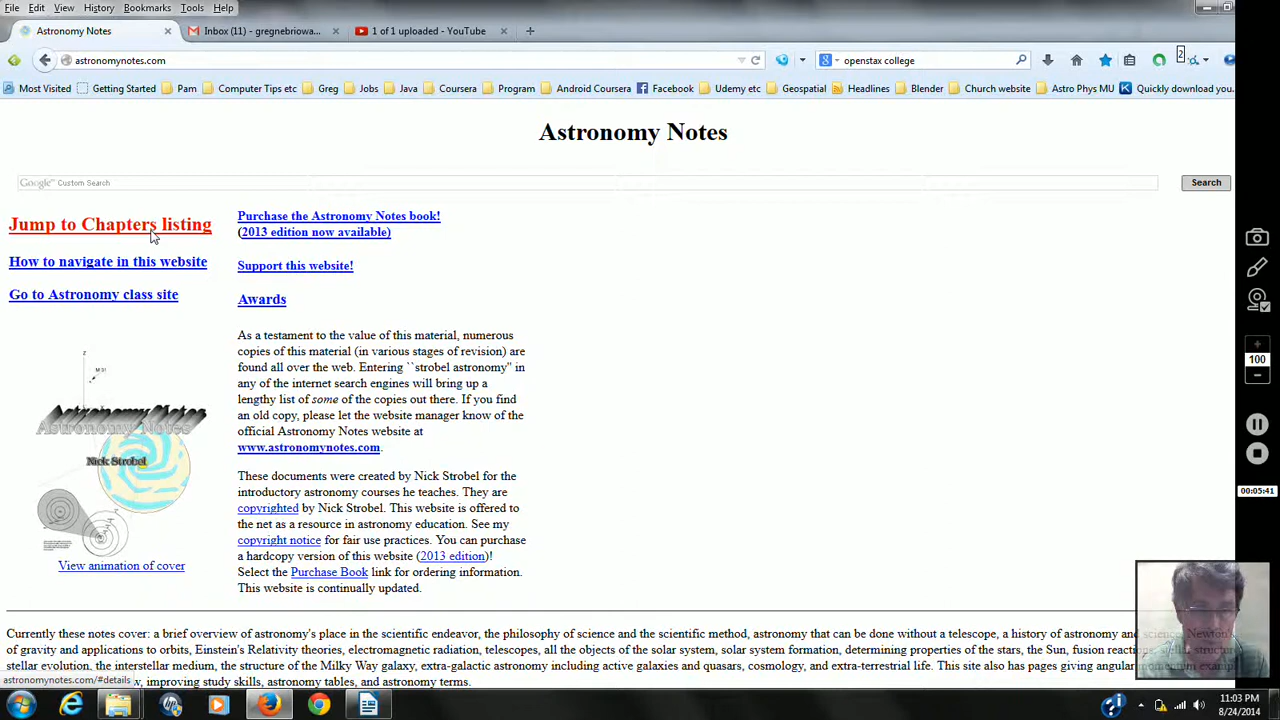 File Edit View History Bookmarks Tools Help
Astronomy Notes × Inbox (11) - gregnebriowa... × 1 of 1 uploaded - YouTube × +
astronomynotes.com openstax college
Most Visited Getting Started Pam Computer Tips etc Greg Jobs Java Coursera Program Android Coursera Facebook Udemy etc Geospatial Headlines Blender Church website Astro Phys MU Quickly download you...
Astronomy Notes
Google™ Custom Search Search
Jump to Chapters listing
How to navigate in this website
Go to Astronomy class site
Z
M 31
Astronomy Notes
Astronomy Notes
Nick Strobel
View animation of cover
Purchase the Astronomy Notes book!
(2013 edition now available)
Support this website!
Awards
As a testament to the value of this material, numerous
copies of this material (in various stages of revision) are
found all over the web. Entering ``strobel astronomy'' in
any of the internet search engines will bring up a
lengthy list of some of the copies out there. If you find
an old copy, please let the website manager know of the
official Astronomy Notes website at
www.astronomynotes.com.
These documents were created by Nick Strobel for the
introductory astronomy courses he teaches. They are
copyrighted by Nick Strobel. This website is offered to
the net as a resource in astronomy education. See my
copyright notice for fair use practices. You can purchase
a hardcopy version of this website (2013 edition)!
Select the Purchase Book link for ordering information.
This website is continually updated.
Currently these notes cover: a brief overview of astronomy's place in the scientific endeavor, the philosophy of science and the scientific method, astronomy that can be done without a telescope, a history of astronomy and science, Newton's
of gravity and applications to orbits, Einstein's Relativity theories, electromagnetic radiation, telescopes, all the objects of the solar system, solar system formation, determining properties of the stars, the Sun, fusion reactions, stellar structure
stellar evolution, the interstellar medium, the structure of the Milky Way galaxy, extra-galactic astronomy including active galaxies and quasars, cosmology, and extra-terrestrial life. This site also has pages giving angular momentum examp
astronomynotes.com/#details , improving study skills, astronomy tables, and astronomy terms.
2
100
00:05:41
11:03 PM
8/24/2014